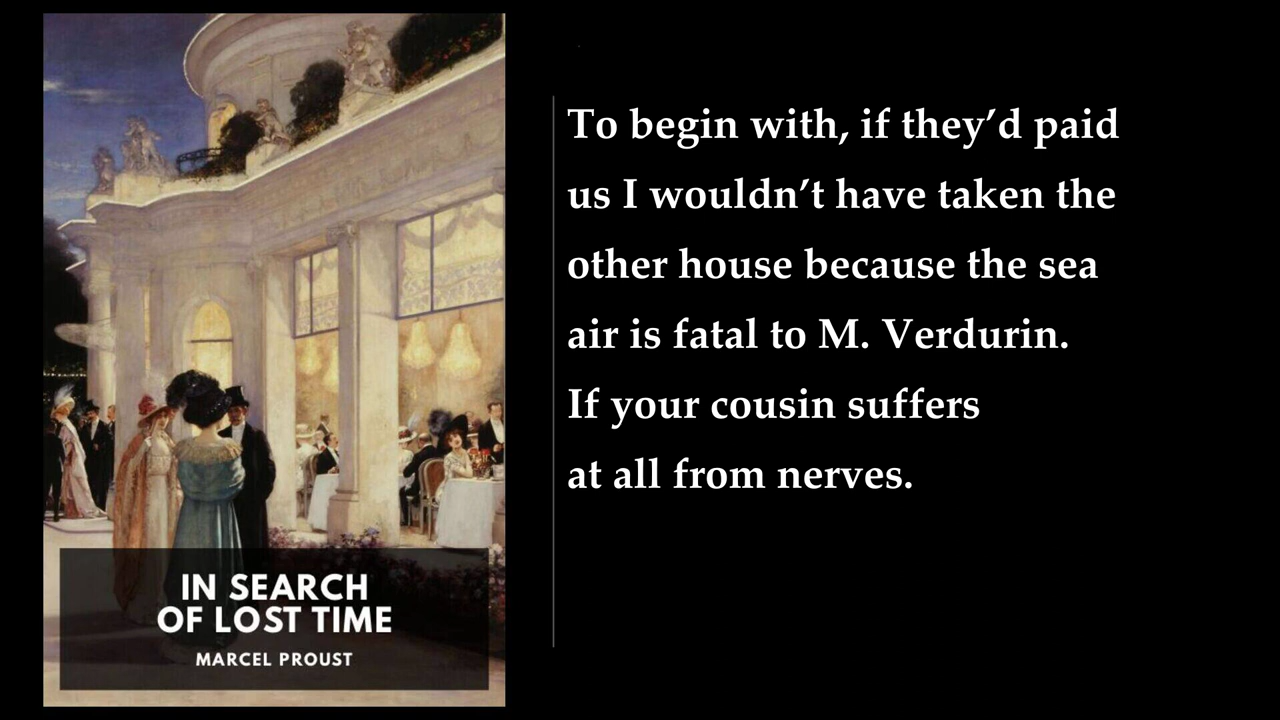 IN SEARCH
OF LOST TIME
MARCEL PROUST
To begin with, if they’d paid
us I wouldn’t have taken the
other house because the sea
air is fatal to M. Verdurin.
If your cousin suffers
at all from nerves.